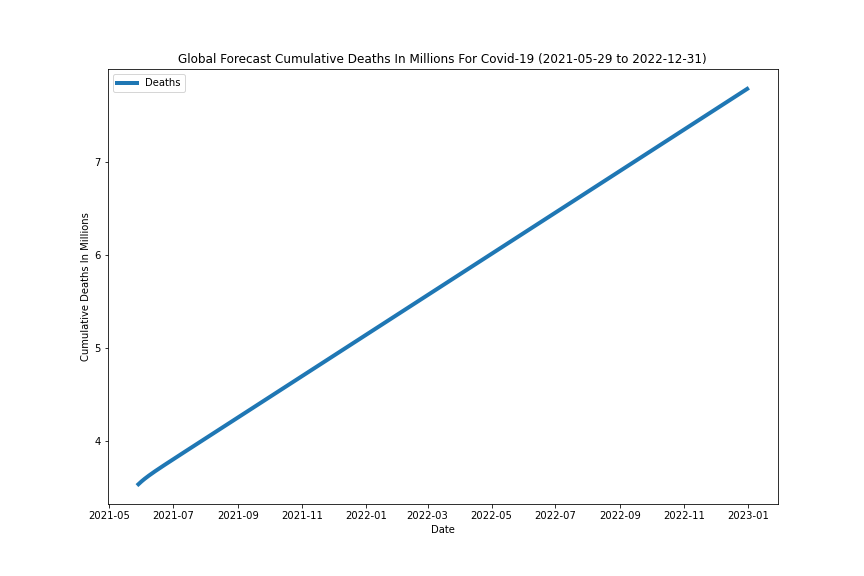 Global Forecast Cumulative Deaths In Millions For Covid-19 (2021-05-29 to 2022-12-31)
Deaths
Cumulative Deaths In Millions
7
6
5
4
2021-05 2021-07 2021-09 2021-11 2022-01 2022-03 2022-05 2022-07 2022-09 2022-11 2023-01
Date